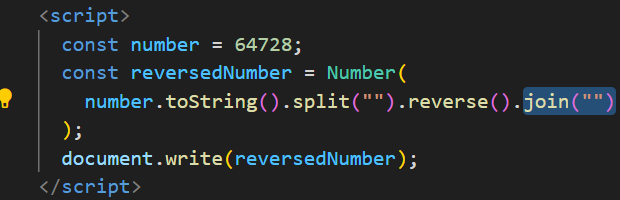 <script>
const number = 64728;
const reversedNumber = Number(
number.toString().split("").reverse().join("")
);
document.write(reversedNumber);
</script>